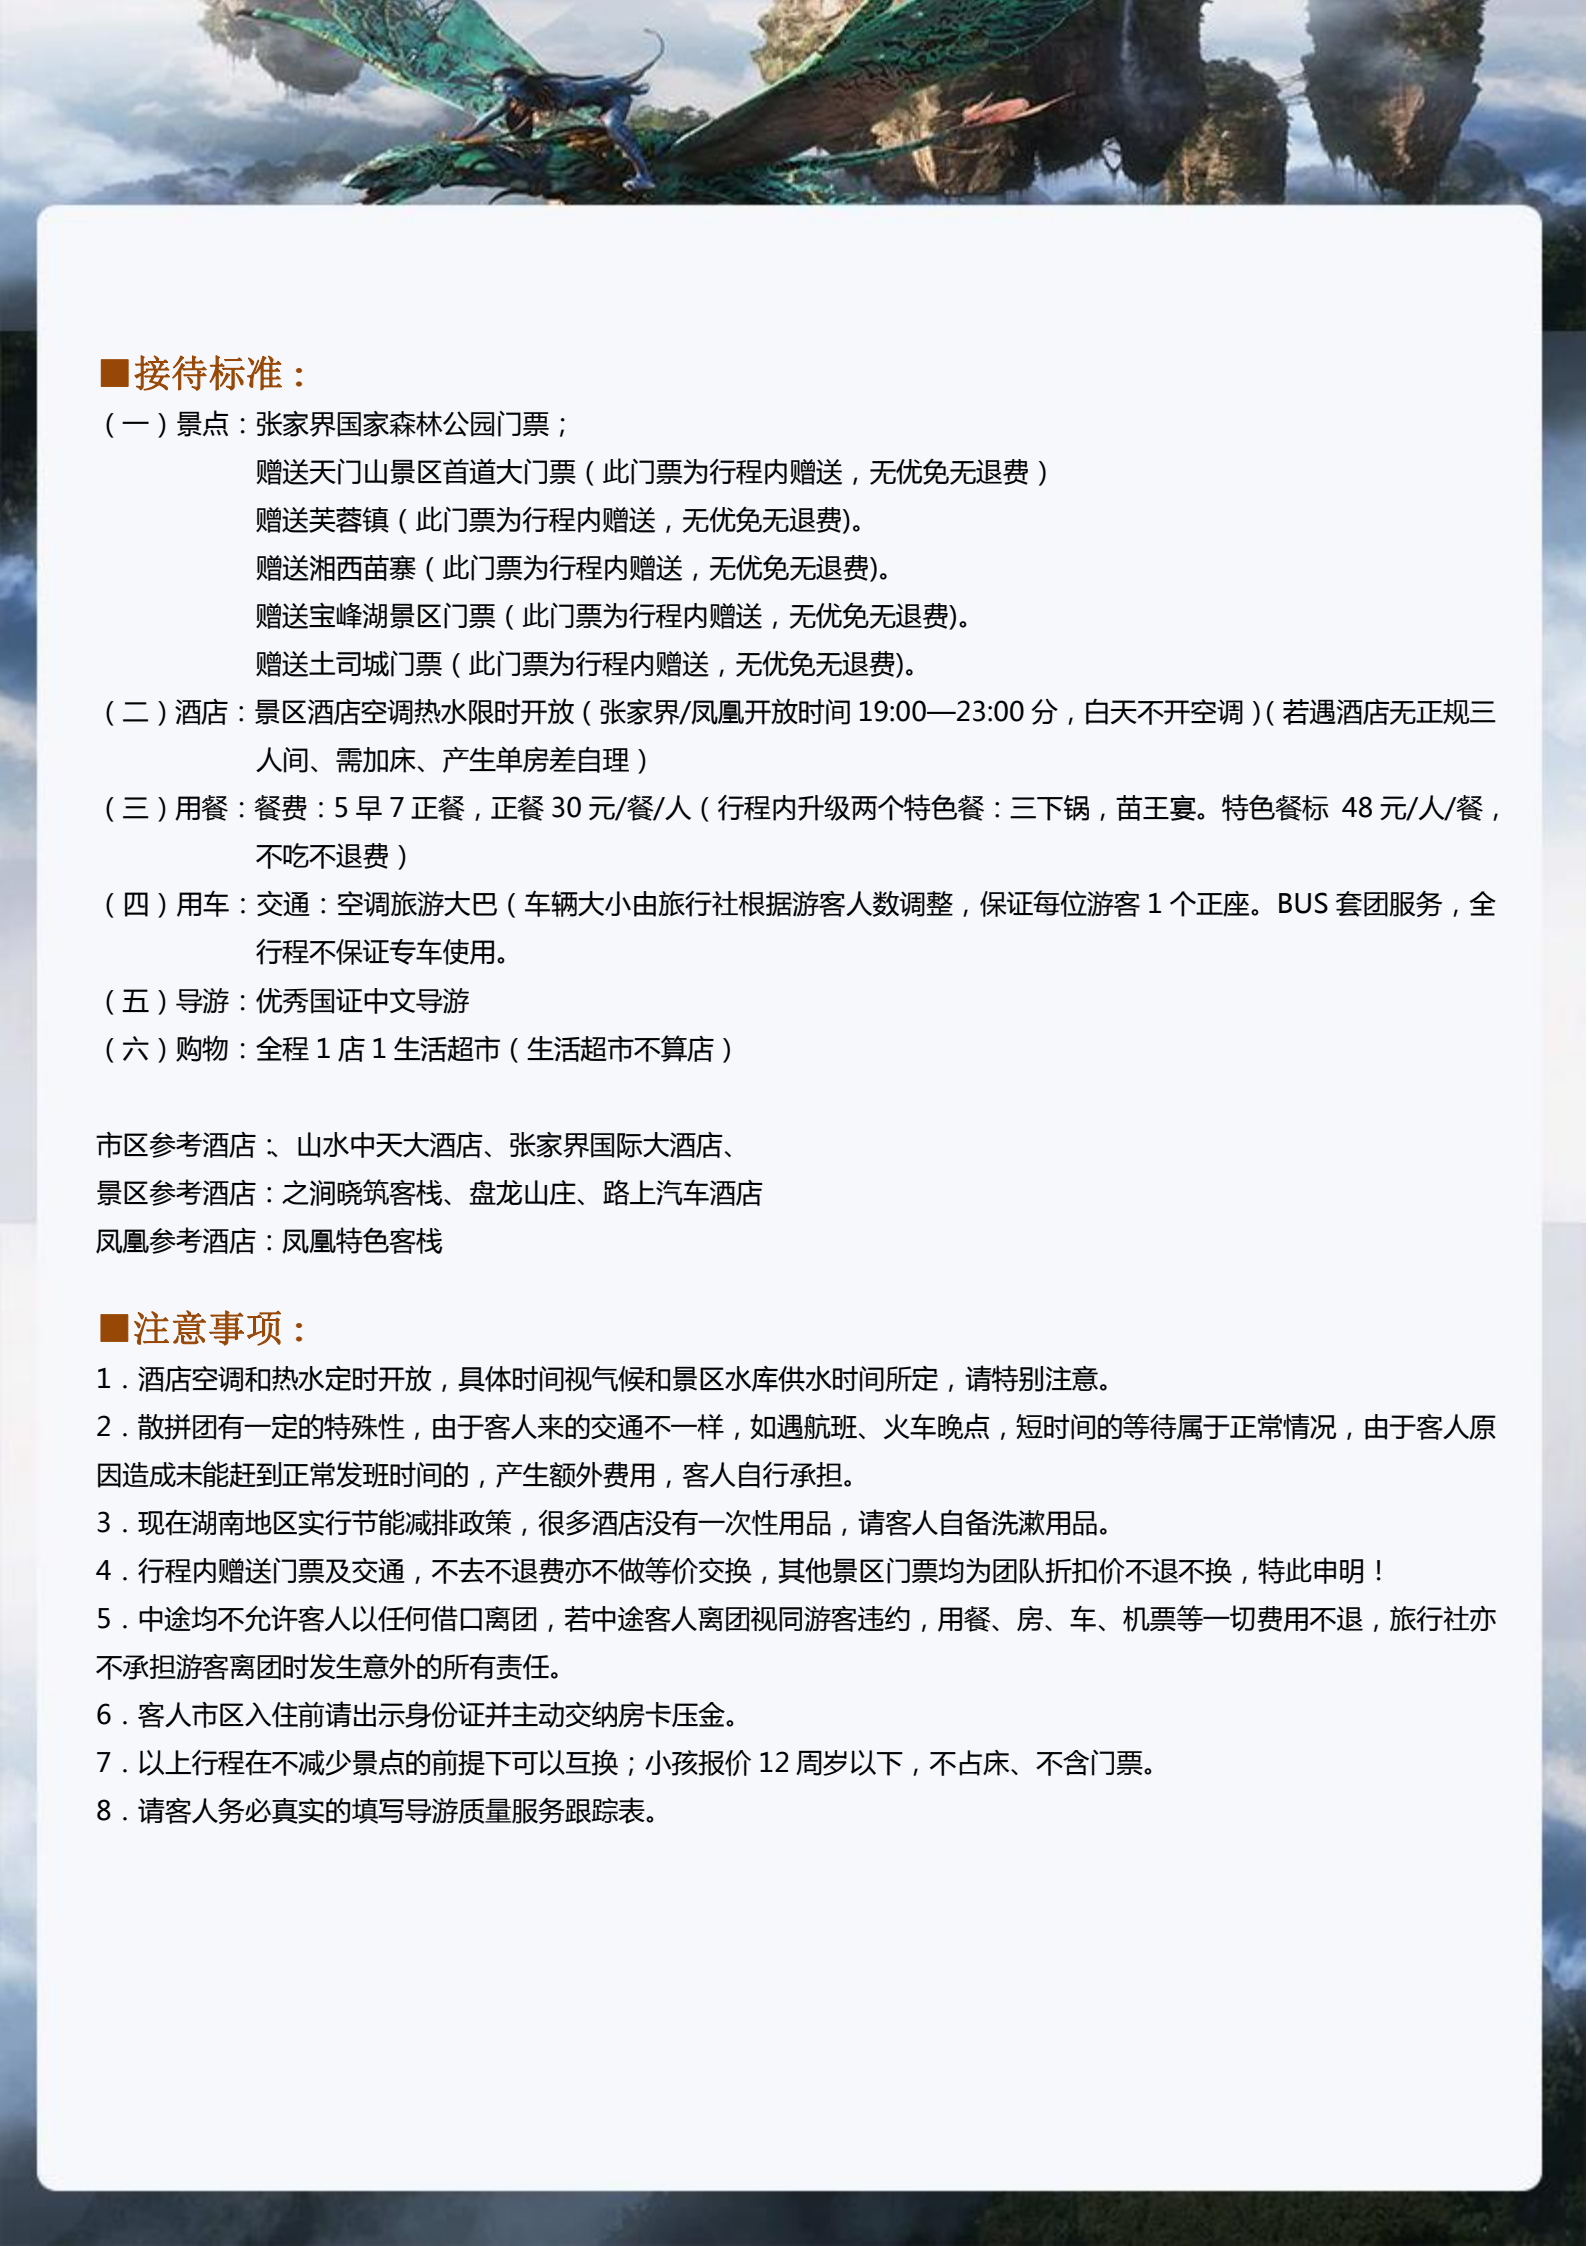 ■接待标准：
（一）景点：张家界国家森林公园门票；
赠送天门山景区首道大门票（此门票为行程内赠送，无优免无退费）
赠送芙蓉镇（此门票为行程内赠送，无优免无退费)。
赠送湘西苗寨（此门票为行程内赠送，无优免无退费)。
赠送宝峰湖景区门票（此门票为行程内赠送，无优免无退费)。
赠送土司城门票（此门票为行程内赠送，无优免无退费)。
（二）酒店：景区酒店空调热水限时开放（张家界/凤凰开放时间 19:00—23:00 分，白天不开空调）（若遇酒店无正规三
人间、需加床、产生单房差自理）
（三）用餐：餐费：5 早 7 正餐，正餐 30 元/餐/人（行程内升级两个特色餐：三下锅，苗王宴。特色餐标 48 元/人/餐，
不吃不退费）
（四）用车：交通：空调旅游大巴（车辆大小由旅行社根据游客人数调整，保证每位游客 1 个正座。BUS 套团服务，全
行程不保证专车使用。
（五）导游：优秀国证中文导游
（六）购物：全程 1 店 1 生活超市（生活超市不算店）
市区参考酒店：、山水中天大酒店、张家界国际大酒店、
景区参考酒店：之涧晓筑客栈、盘龙山庄、路上汽车酒店
凤凰参考酒店：凤凰特色客栈
■注意事项：
1．酒店空调和热水定时开放，具体时间视气候和景区水库供水时间所定，请特别注意。
2．散拼团有一定的特殊性，由于客人来的交通不一样，如遇航班、火车晚点，短时间的等待属于正常情况，由于客人原
因造成未能赶到正常发班时间的，产生额外费用，客人自行承担。
3．现在湖南地区实行节能减排政策，很多酒店没有一次性用品，请客人自备洗漱用品。
4．行程内赠送门票及交通，不去不退费亦不做等价交换，其他景区门票均为团队折扣价不退不换，特此申明！
5．中途均不允许客人以任何借口离团，若中途客人离团视同游客违约，用餐、房、车、机票等一切费用不退，旅行社亦
不承担游客离团时发生意外的所有责任。
6．客人市区入住前请出示身份证并主动交纳房卡压金。
7．以上行程在不减少景点的前提下可以互换；小孩报价 12 周岁以下，不占床、不含门票。
8．请客人务必真实的填写导游质量服务跟踪表。